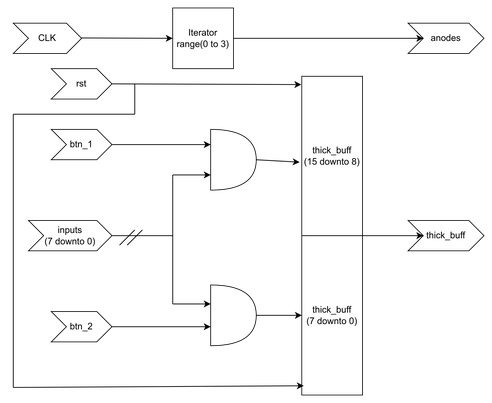 CLK
Iterator
range(0 to 3)
anodes
rst
btn_1
thick_buff
(15 downto 8)
inputs
(7 downto 0)
thick_buff
thick_buff
(7 downto 0)
btn_2